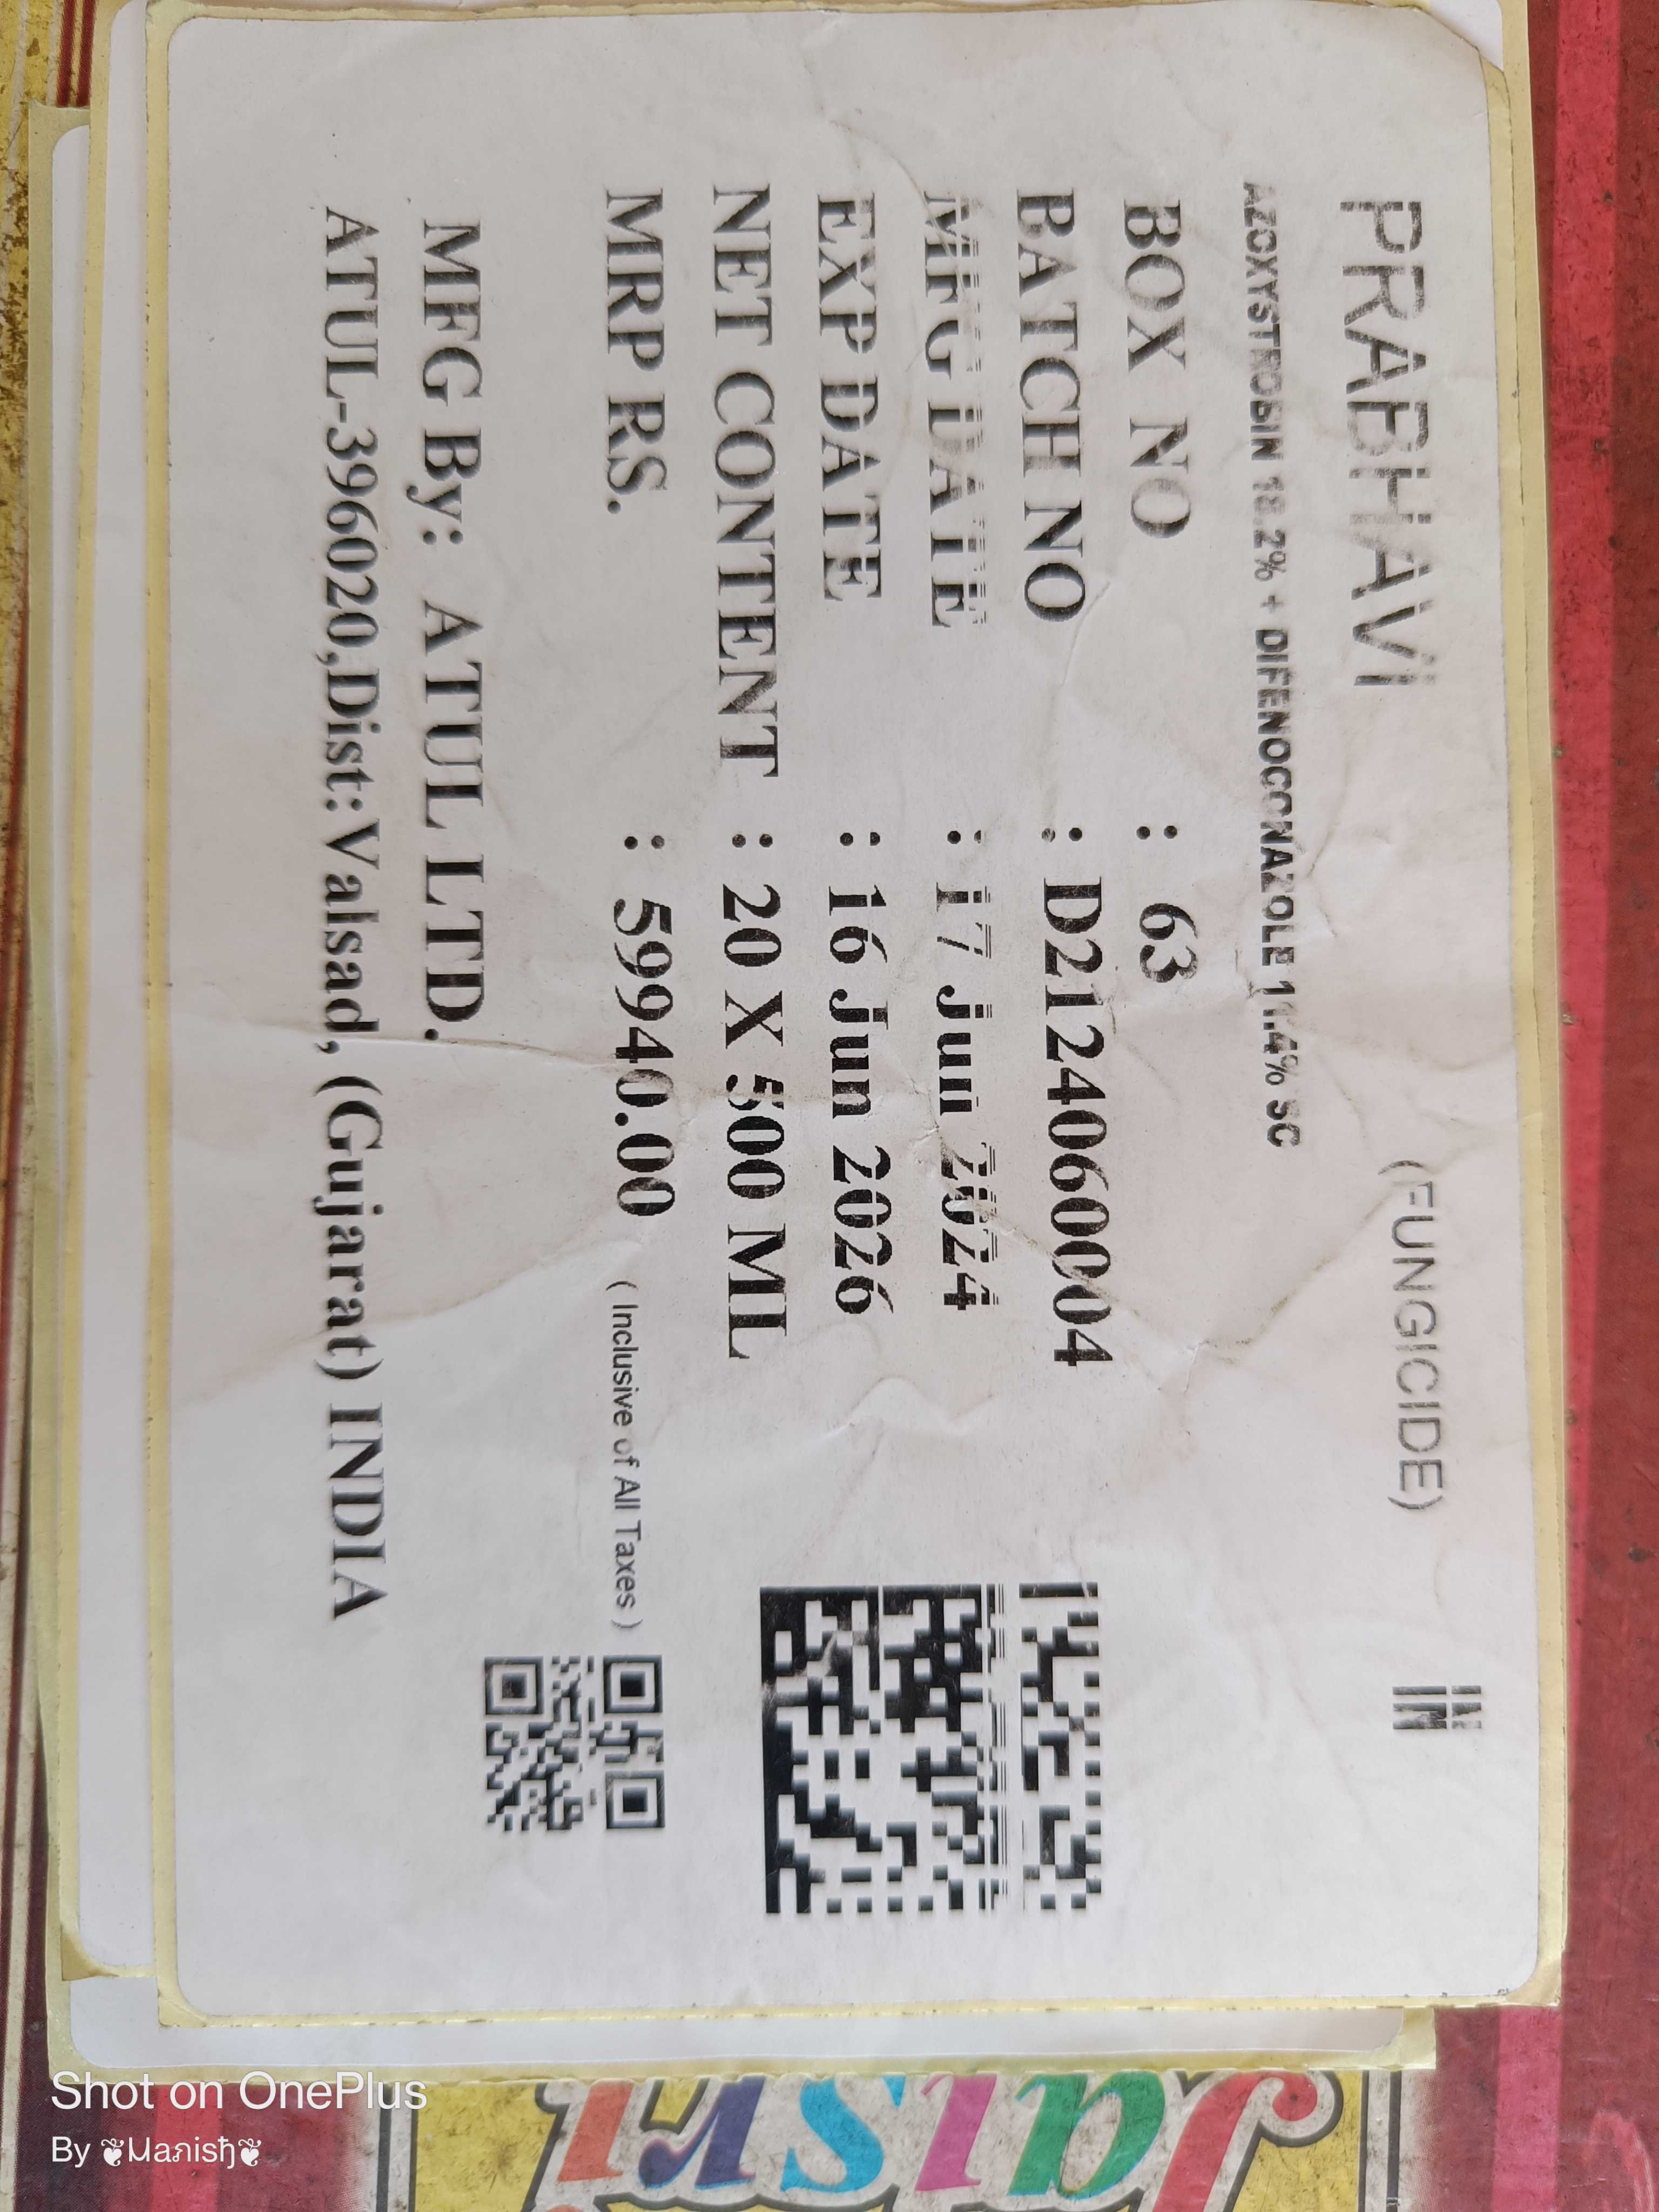 PRABHAVI (FUNGICIDE) IN
AZOXYSTROBIN 18.2% + DIFENOCONAZOLE 11.4% SC
BOX NO : 63
BATCH NO : D2124060004
MFG DATE : 17 Jun 2024
EXP DATE : 16 Jun 2026
NET CONTENT : 20 X 500 ML
MRP RS. : 59940.00 ( Inclusive of All Taxes )
MFG By: ATUL LTD.
ATUL-396020,Dist:Valsad, (Gujarat) INDIA
Jaisri
Shot on OnePlus
By ❦Manish❦